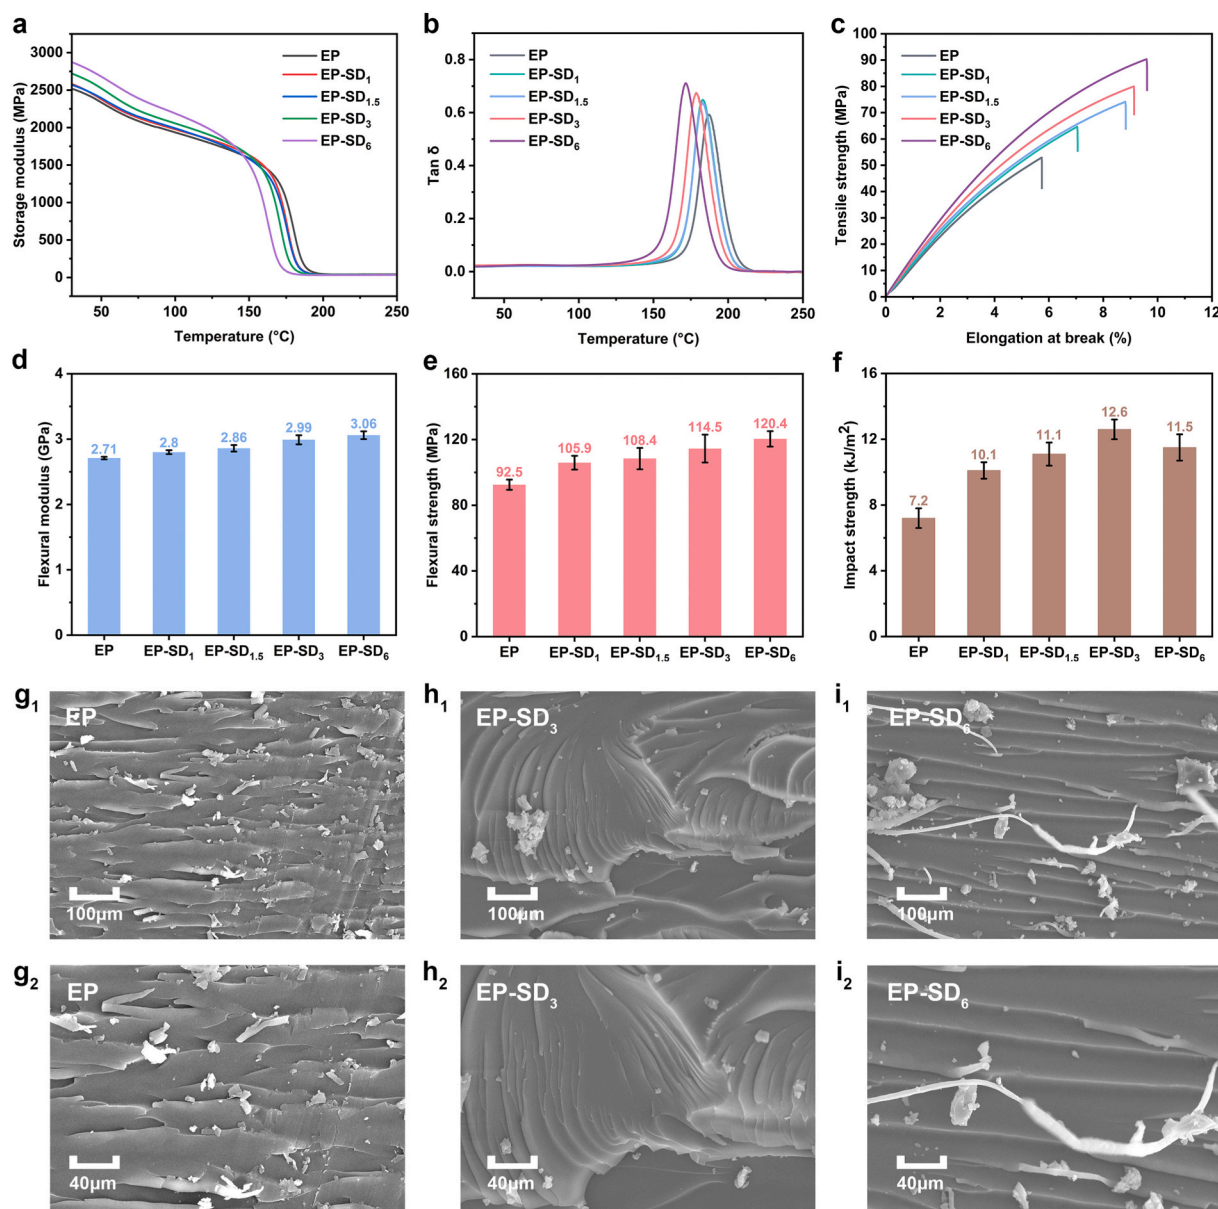 a
Storage modulus (MPa)
3000
2500
2000
1500
1000
500
0
50
100
150
200
250
Temperature (°C)
EP
EP-SD1
EP-SD1.5
EP-SD3
EP-SD6
b
Tan δ
0.8
0.6
0.4
0.2
0.0
50
100
150
200
250
Temperature (°C)
EP
EP-SD1
EP-SD1.5
EP-SD3
EP-SD6
c
Tensile strength (MPa)
100
90
80
70
60
50
40
30
20
10
0
0
2
4
6
8
10
12
Elongation at break (%)
EP
EP-SD1
EP-SD1.5
EP-SD3
EP-SD6
d
Flexural modulus (GPa)
4
3
2
1
0
2.71
2.8
2.86
2.99
3.06
EP
EP-SD1
EP-SD1.5
EP-SD3
EP-SD6
e
Flexural strength (MPa)
160
120
80
40
0
92.5
105.9
108.4
114.5
120.4
EP
EP-SD1
EP-SD1.5
EP-SD3
EP-SD6
f
Impact strength (kJ/m2)
16
12
8
4
0
7.2
10.1
11.1
12.6
11.5
EP
EP-SD1
EP-SD1.5
EP-SD3
EP-SD6
g1
EP
100μm
h1
EP-SD3
100μm
i1
EP-SD6
100μm
g2
EP
40μm
h2
EP-SD3
40μm
i2
EP-SD6
40μm